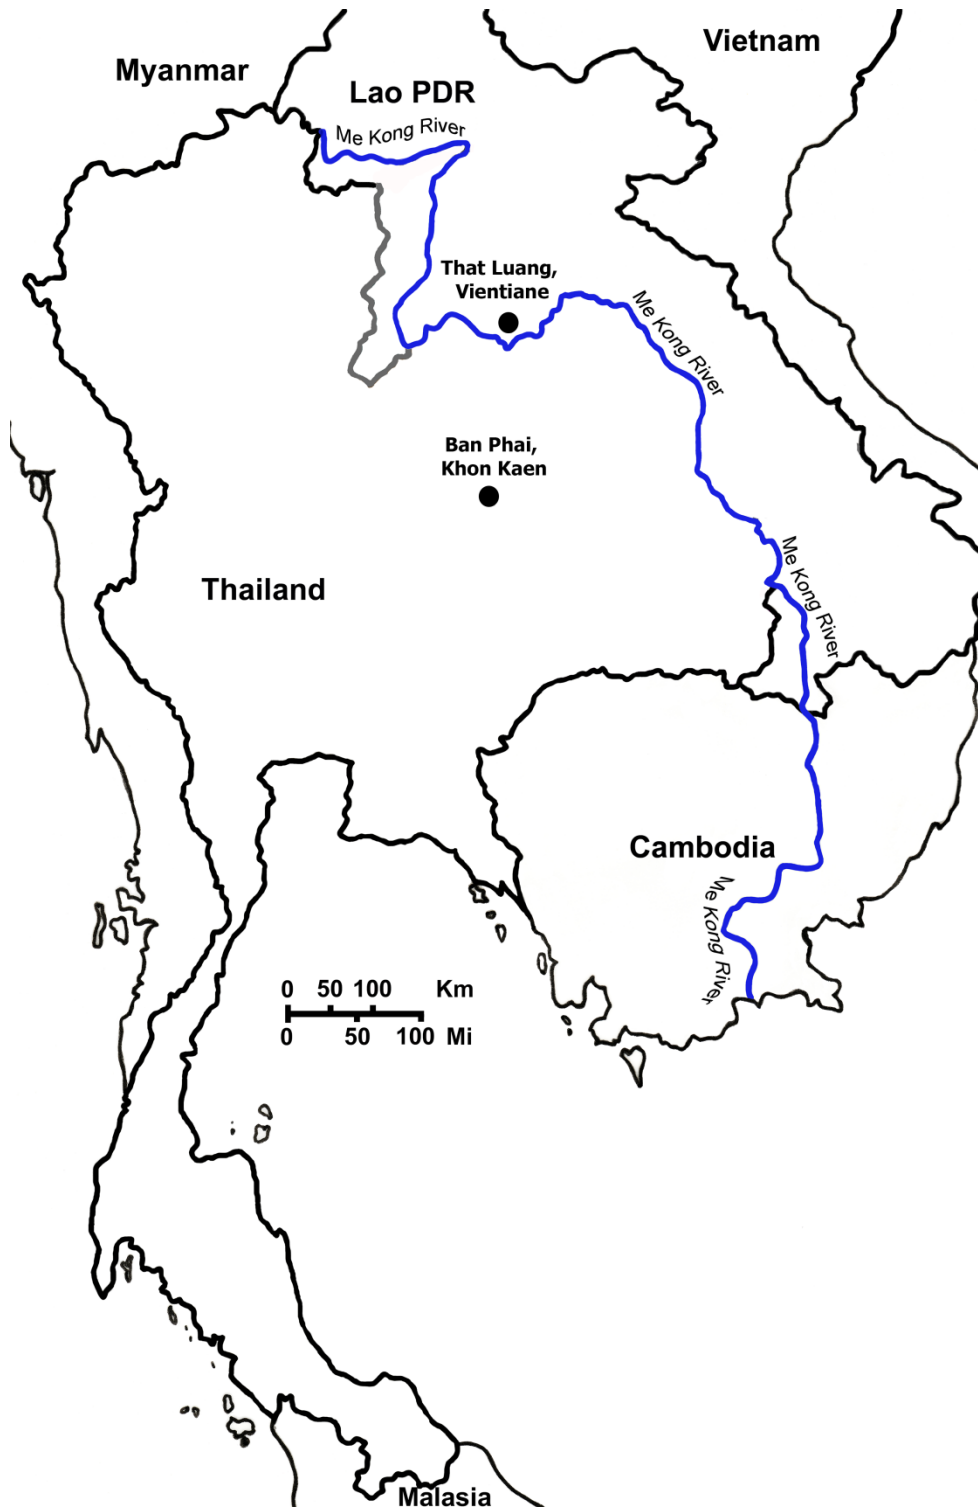 Vietnam
Myanmar
Lao PDR
Me Kong River
That Luang,
Vientiane
Me Kong River
Ban Phai,
Khon Kaen
Me Kong River
Thailand
Cambodia
Me Kong River
0 50 100 Km
0 50 100 Mi
Malasia